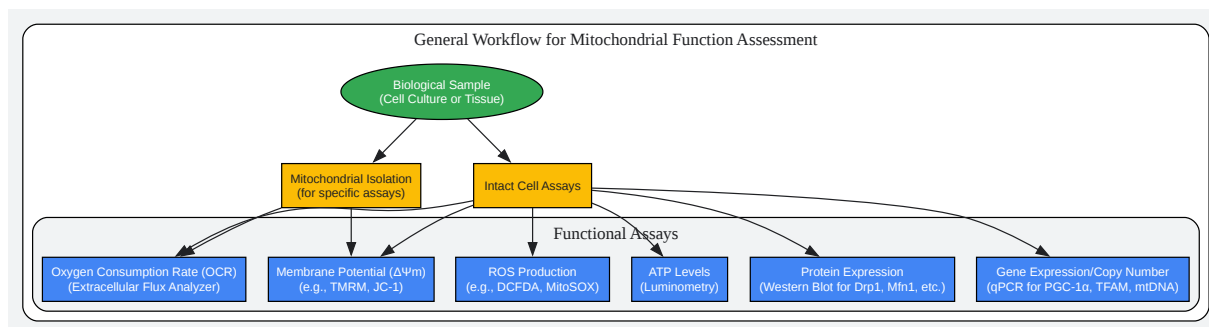 General Workflow for Mitochondrial Function Assessment
Biological Sample
(Cell Culture or Tissue)
Mitochondrial Isolation
(for specific assays)
Intact Cell Assays
Functional Assays
Oxygen Consumption Rate (OCR)
(Extracellular Flux Analyzer)
Membrane Potential (ΔΨm)
(e.g., TMRM, JC-1)
ROS Production
(e.g., DCFDA, MitoSOX)
ATP Levels
(Luminometry)
Protein Expression
(Western Blot for Drp1, Mfn1, etc.)
Gene Expression/Copy Number
(qPCR for PGC-1α, TFAM, mtDNA)